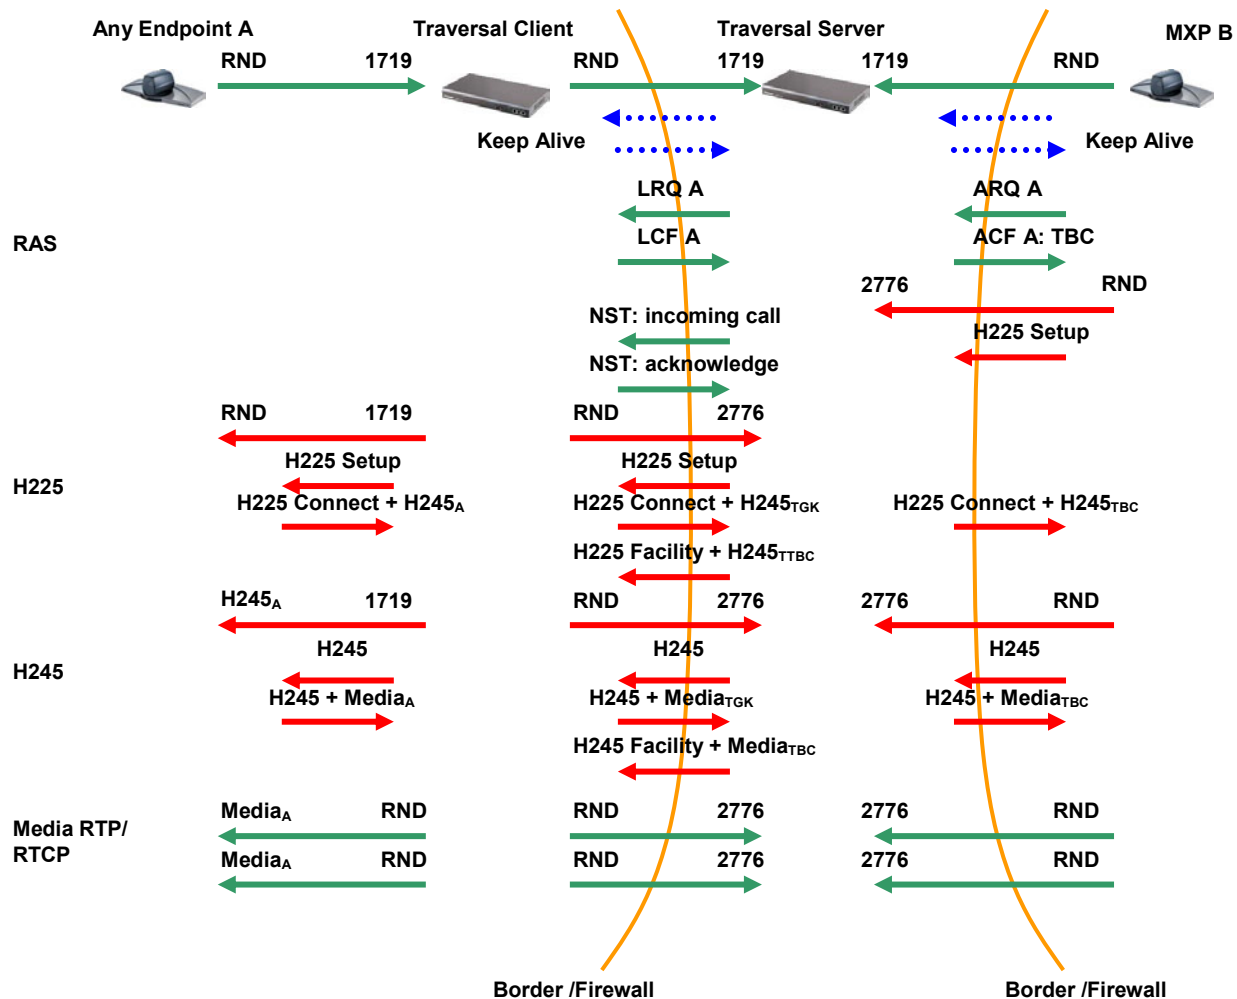 Any Endpoint A Traversal Client Traversal Server MXP B
RND 1719 RND 1719 1719 RND
Keep Alive Keep Alive
LRQ A ARQ A
RAS LCF A ACF A: TBC
2776 RND
NST: incoming call H225 Setup
NST: acknowledge
RND 1719 RND 2776
H225 Setup H225 Setup
H225
H225 Connect + H245A H225 Connect + H245TGK H225 Connect + H245TBC
H225 Facility + H245TTBC
H245A 1719 RND 2776 2776 RND
H245 H245 H245
H245
H245 + MediaA H245 + MediaTGK H245 + MediaTBC
H245 Facility + MediaTBC
MediaA RND RND 2776 2776 RND
Media RTP/
RTCP
MediaA RND RND 2776 2776 RND
Border /Firewall Border /Firewall